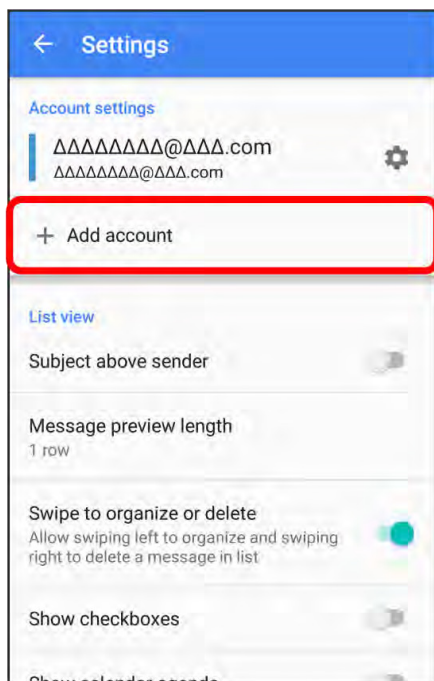 Settings
Account settings
ΔΔΔΔΔΔΔΔ@ΔΔΔ.com
ΔΔΔΔΔΔΔΔ@ΔΔΔ.com
+ Add account
List view
Subject above sender
Message preview length
1 row
Swipe to organize or delete
Allow swiping left to organize and swiping
right to delete a message in list
Show checkboxes